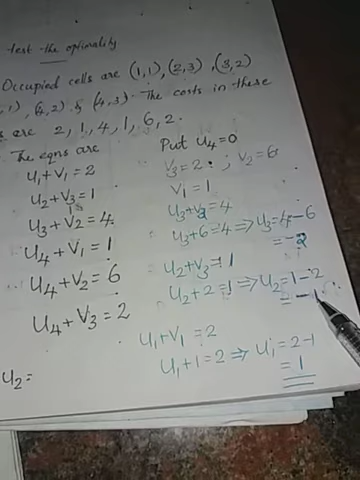 test the optimality
Occupied cells are (1,1), (2,3), (3,2)
,1), (4,2) & (4,3). The costs in these
s are 2, 1, 4, 1, 6, 2.
The eqns are
U1+V1=2
U2+V3=1
U3+V2=4
U4+V1=1
U4+V2=6
U4+V3=2
U2=
Put U4=0
V3=2 ; V2=6
V1=1
U3+V2=4
U3+6=4 ⇒ U3=4-6
=-2
U2+V3=1
U2+2=1 ⇒ U2=1-2
=-1
U1+V1=2
U1+1=2 ⇒ U1=2-1
=1